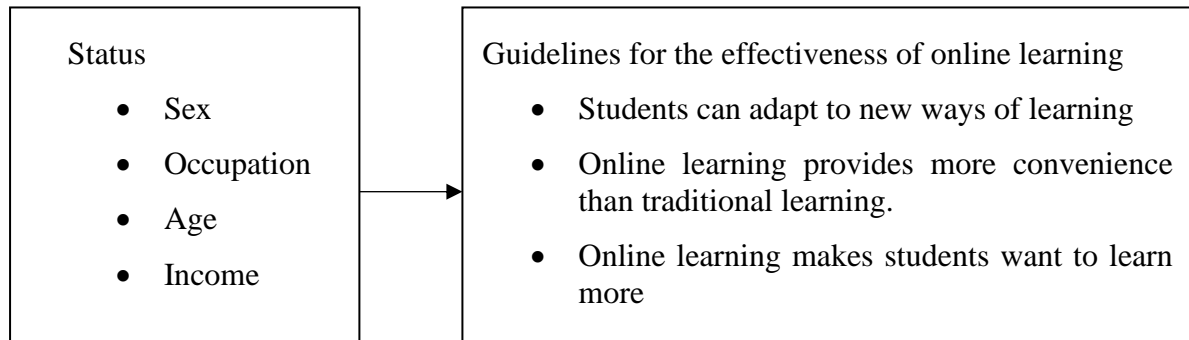 Status
• Sex
• Occupation
• Age
• Income
Guidelines for the effectiveness of online learning
• Students can adapt to new ways of learning
• Online learning provides more convenience
than traditional learning.
• Online learning makes students want to learn
more